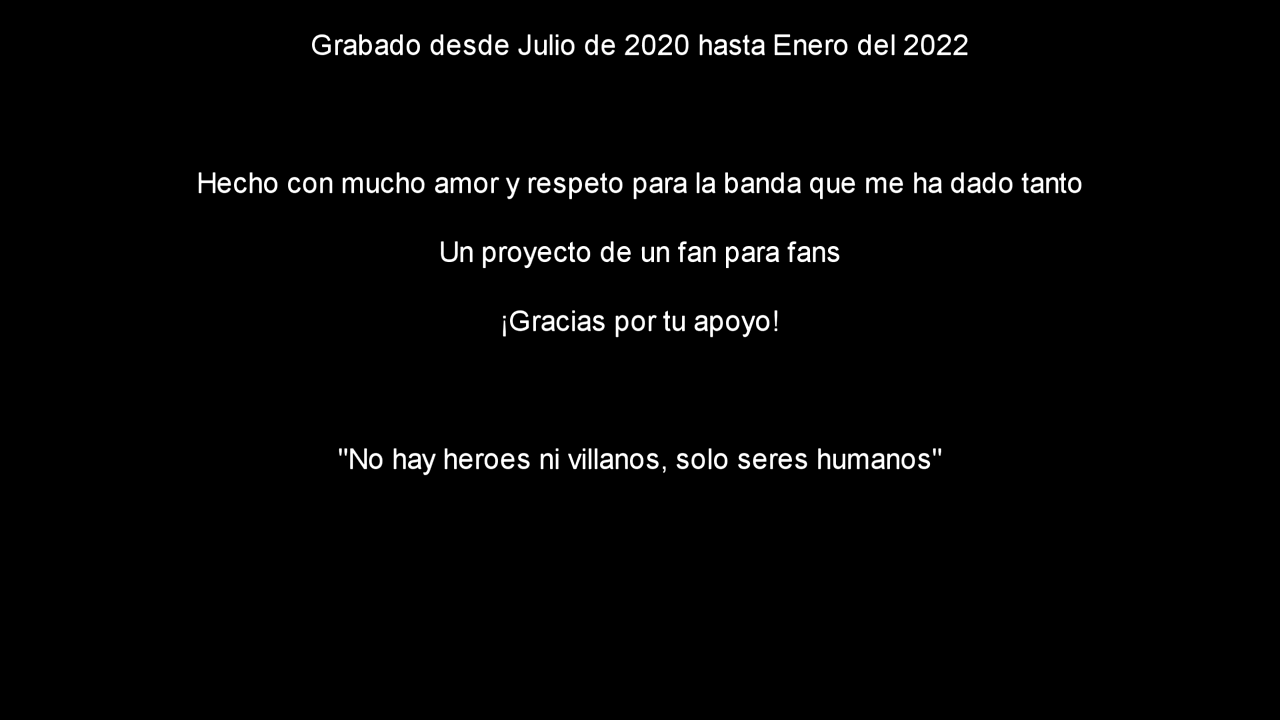 Grabado desde Julio de 2020 hasta Enero del 2022
Hecho con mucho amor y respeto para la banda que me ha dado tanto
Un proyecto de un fan para fans
¡Gracias por tu apoyo!
"No hay heroes ni villanos, solo seres humanos"